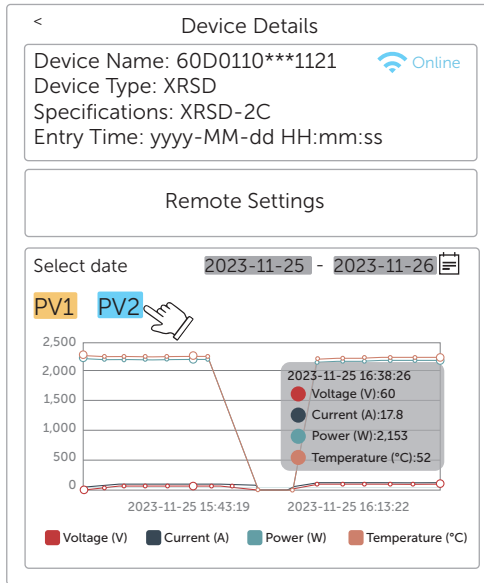 <
Device Details
Device Name: 60D0110***1121
Online
Device Type: XRSD
Specifications: XRSD-2C
Entry Time: yyyy-MM-dd HH:mm:ss
Remote Settings
Select date 2023-11-25 - 2023-11-26
PV1 PV2
2,500
2,000
1,500
1,000
500
0
2023-11-25 16:38:26
Voltage (V):60
Current (A):17.8
Power (W):2,153
Temperature (°C):52
2023-11-25 15:43:19 2023-11-25 16:13:22
Voltage (V) Current (A) Power (W) Temperature (°C)